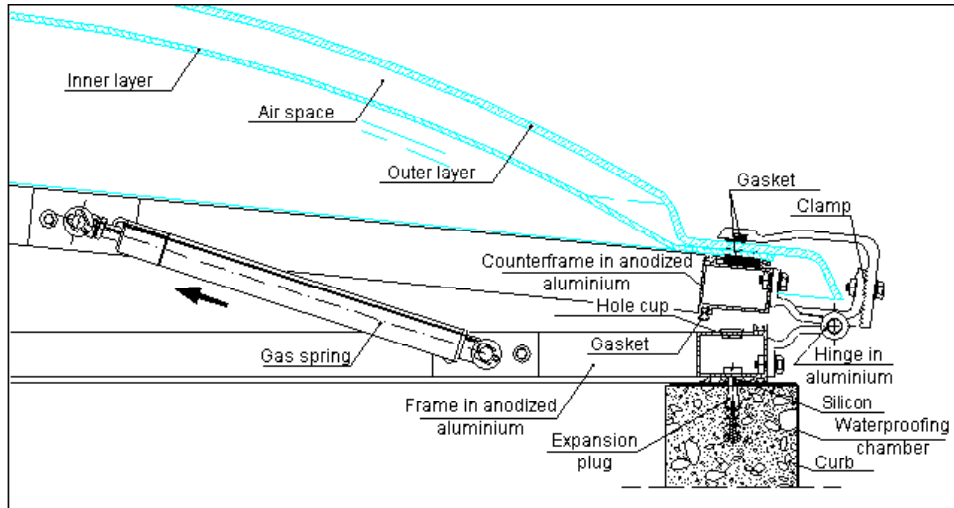 Inner layer
Air space
Outer layer
Gasket
Clamp
Counterframe in anodized
aluminium
Hole cup
Gas spring
Gasket
Hinge in
aluminium
Frame in anodized
aluminium
Silicon
Expansion
plug
Waterproofing
chamber
Curb